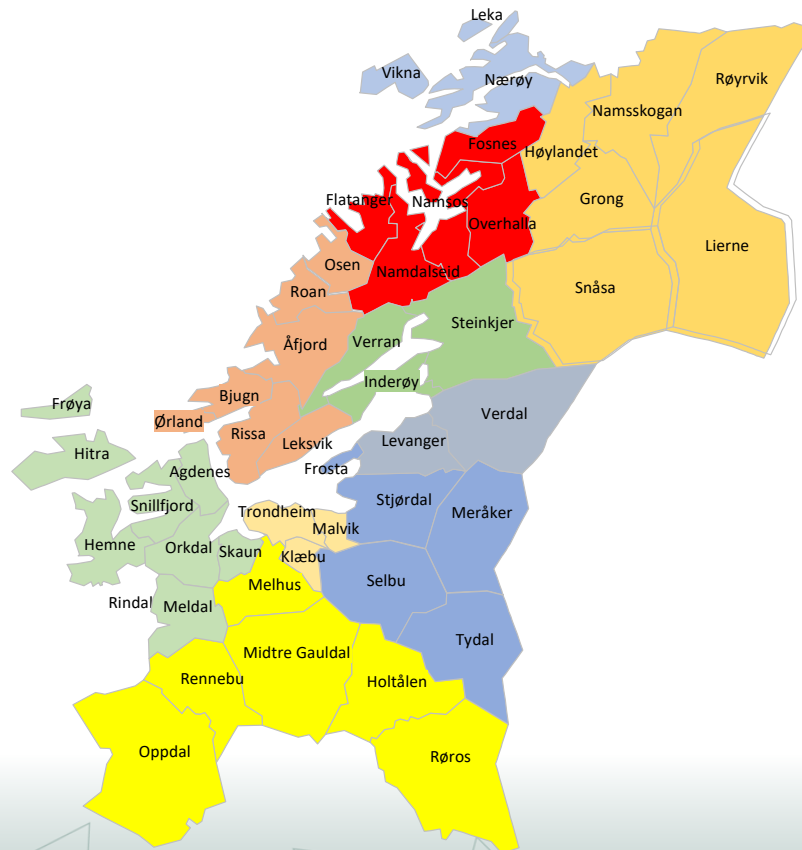 Leka
Vikna
Nærøy
Røyrvik
Namsskogan
Fosnes
Høylandet
Flatanger
Namsos
Grong
Overhalla
Lierne
Osen
Namdalseid
Roan
Snåsa
Steinkjer
Åfjord
Verran
Inderøy
Bjugn
Frøya
Ørland
Verdal
Rissa
Leksvik
Levanger
Hitra
Agdenes
Frosta
Snillfjord
Stjørdal
Trondheim
Meråker
Malvik
Hemne
Orkdal
Skaun
Klæbu
Selbu
Melhus
Rindal
Meldal
Tydal
Midtre Gauldal
Rennebu
Holtålen
Oppdal
Røros